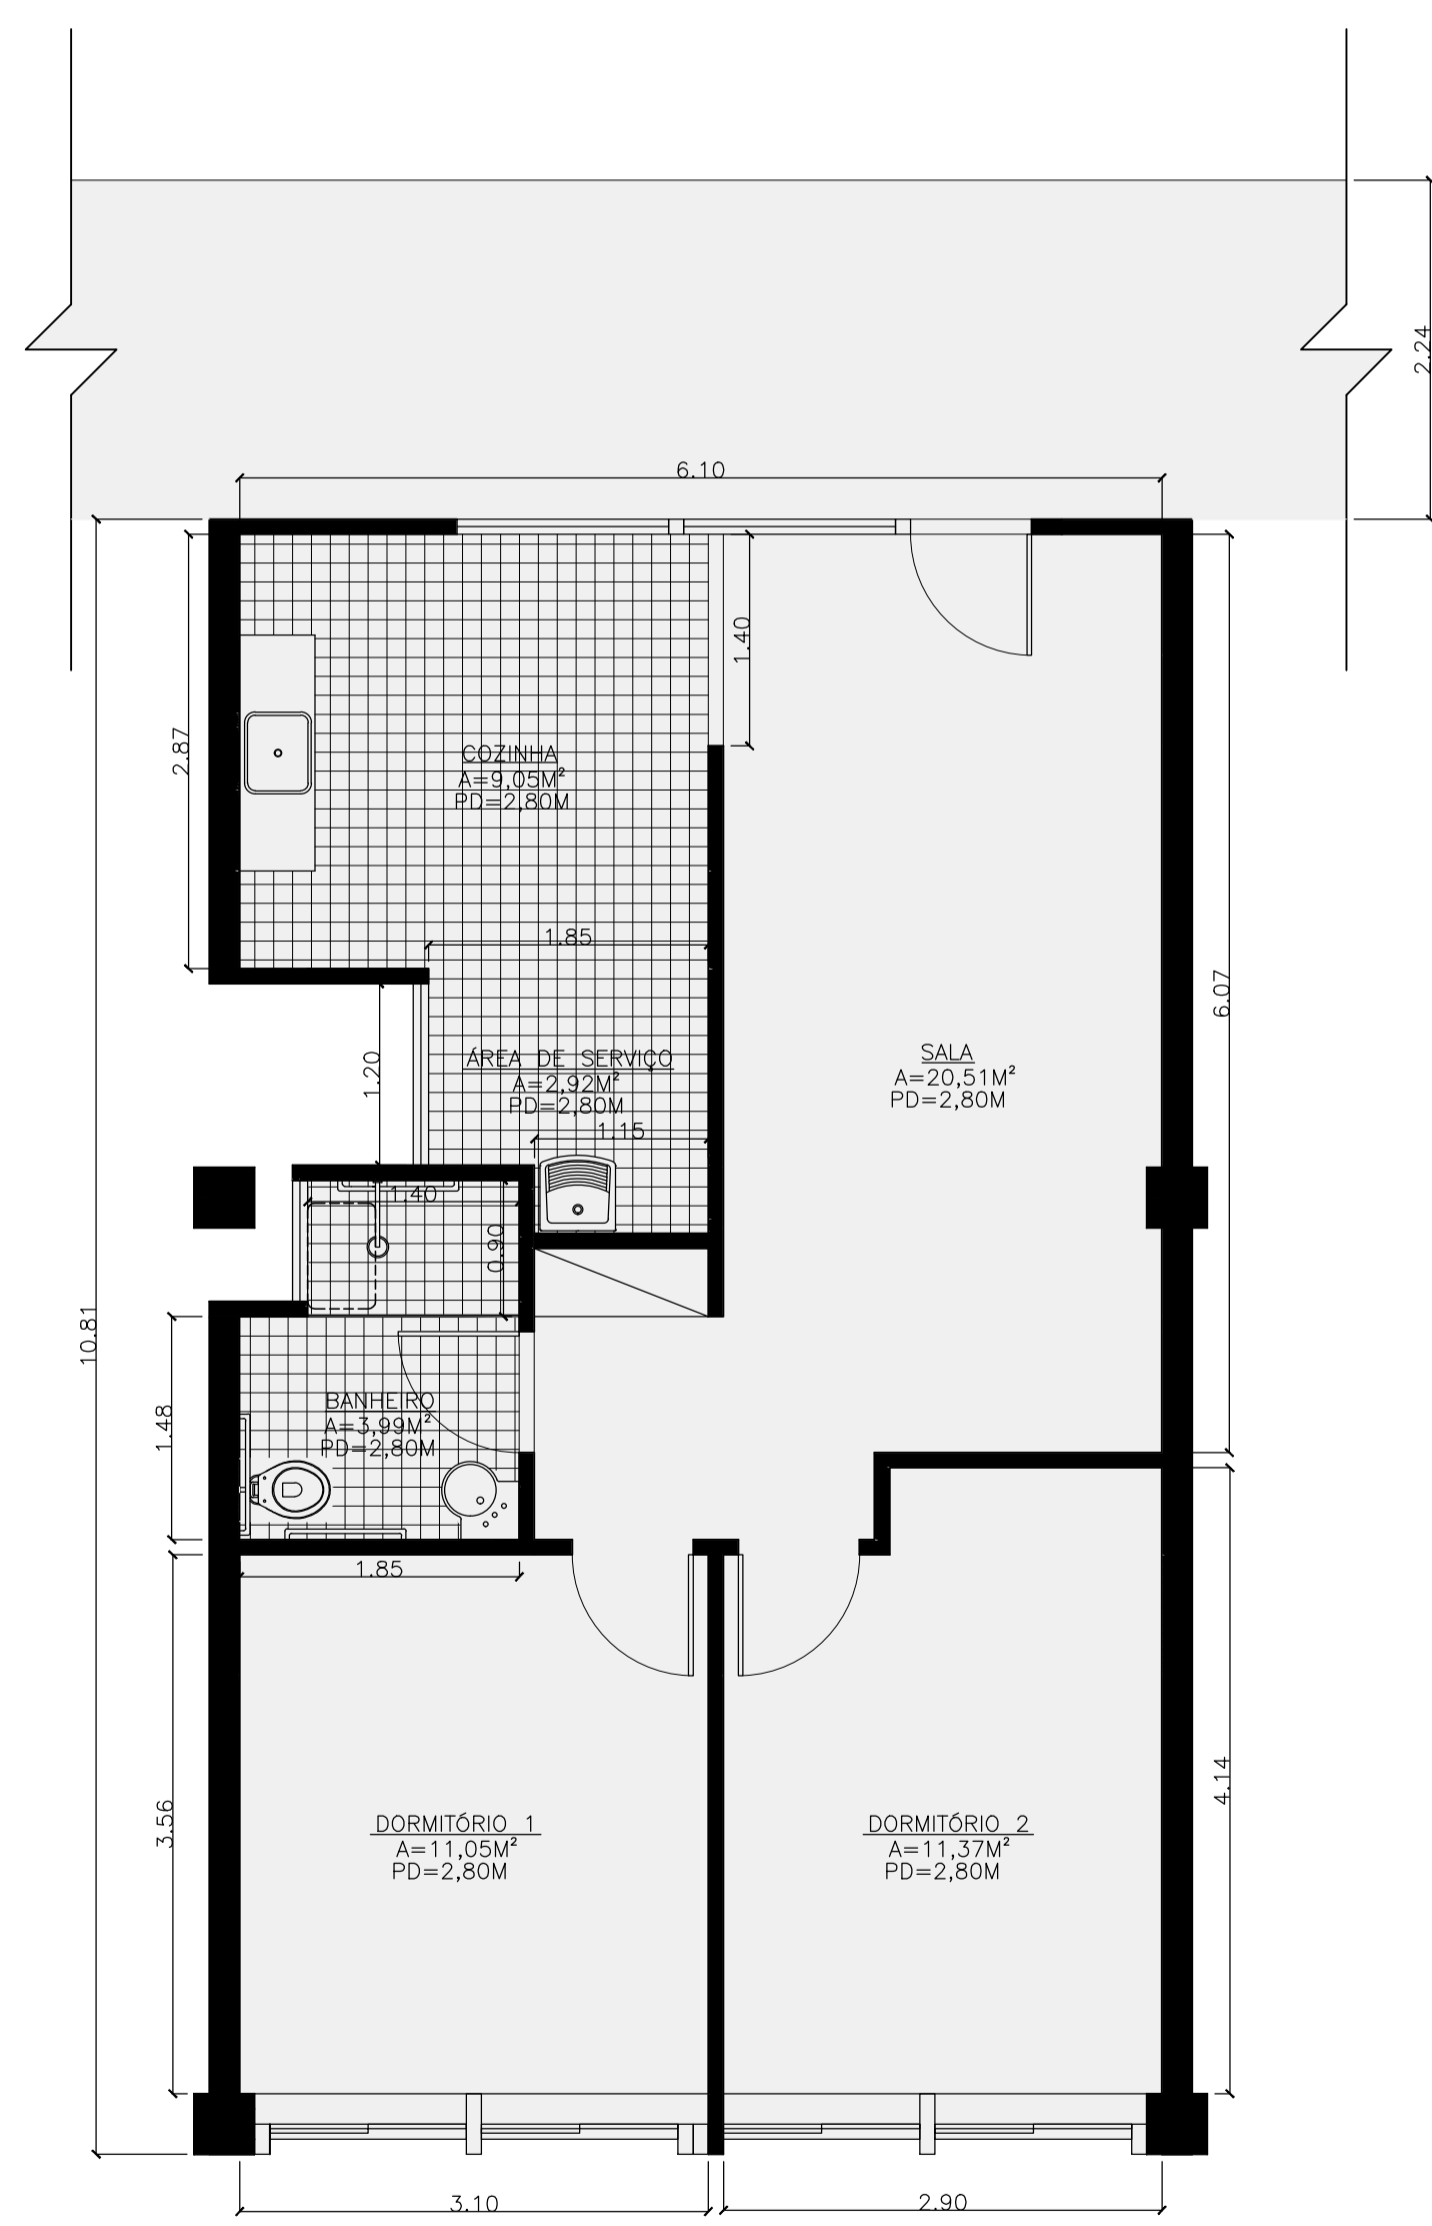 2.24
6.10
1.40
2.87
COZINHA
A=9,05M²
PD=2,80M
1.85
6.07
SALA
A=20,51M²
PD=2,80M
1.20
ÁREA DE SERVIÇO
A=2,92M²
PD=2,80M
1.15
1.40
0.90
10.81
1.48
BANHEIRO
A=3,99M²
PD=2,80M
1.85
3.56
4.14
DORMITÓRIO 1
A=11,05M²
PD=2,80M
DORMITÓRIO 2
A=11,37M²
PD=2,80M
3.10
2.90